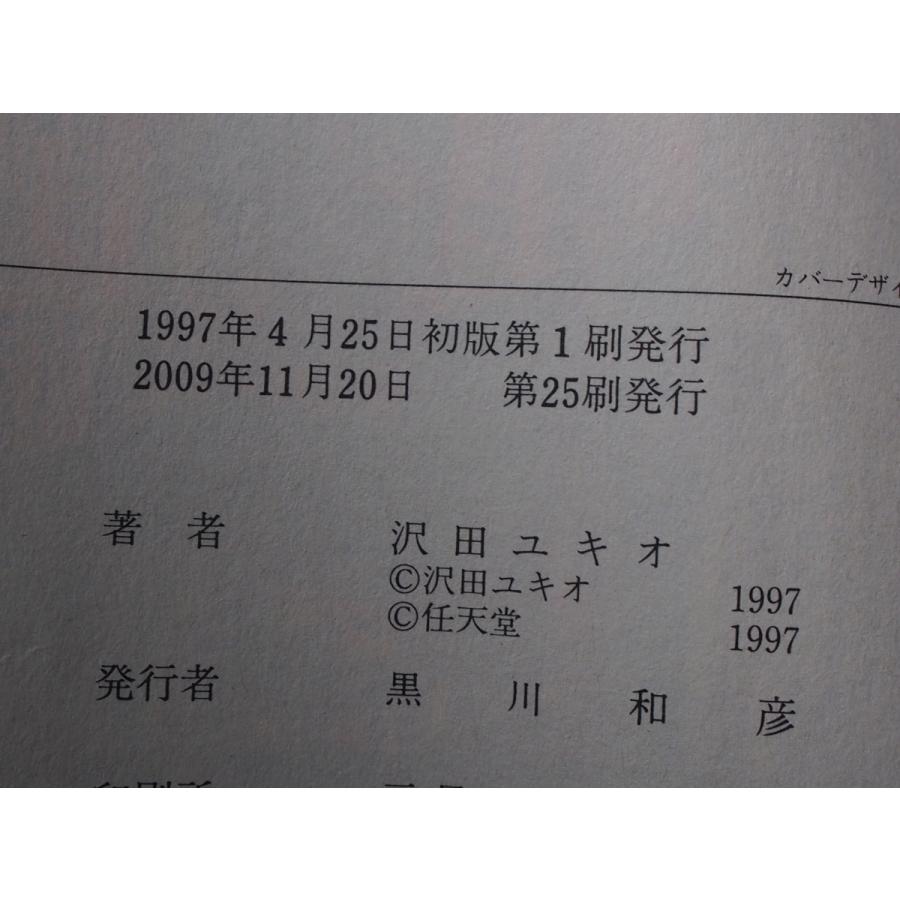 カバーデザイ
1997年4月25日初版第1刷発行
2009年11月20日 第25刷発行
著者 沢田ユキオ
©沢田ユキオ 1997
©任天堂 1997
発行者 黒川和彦
印刷所